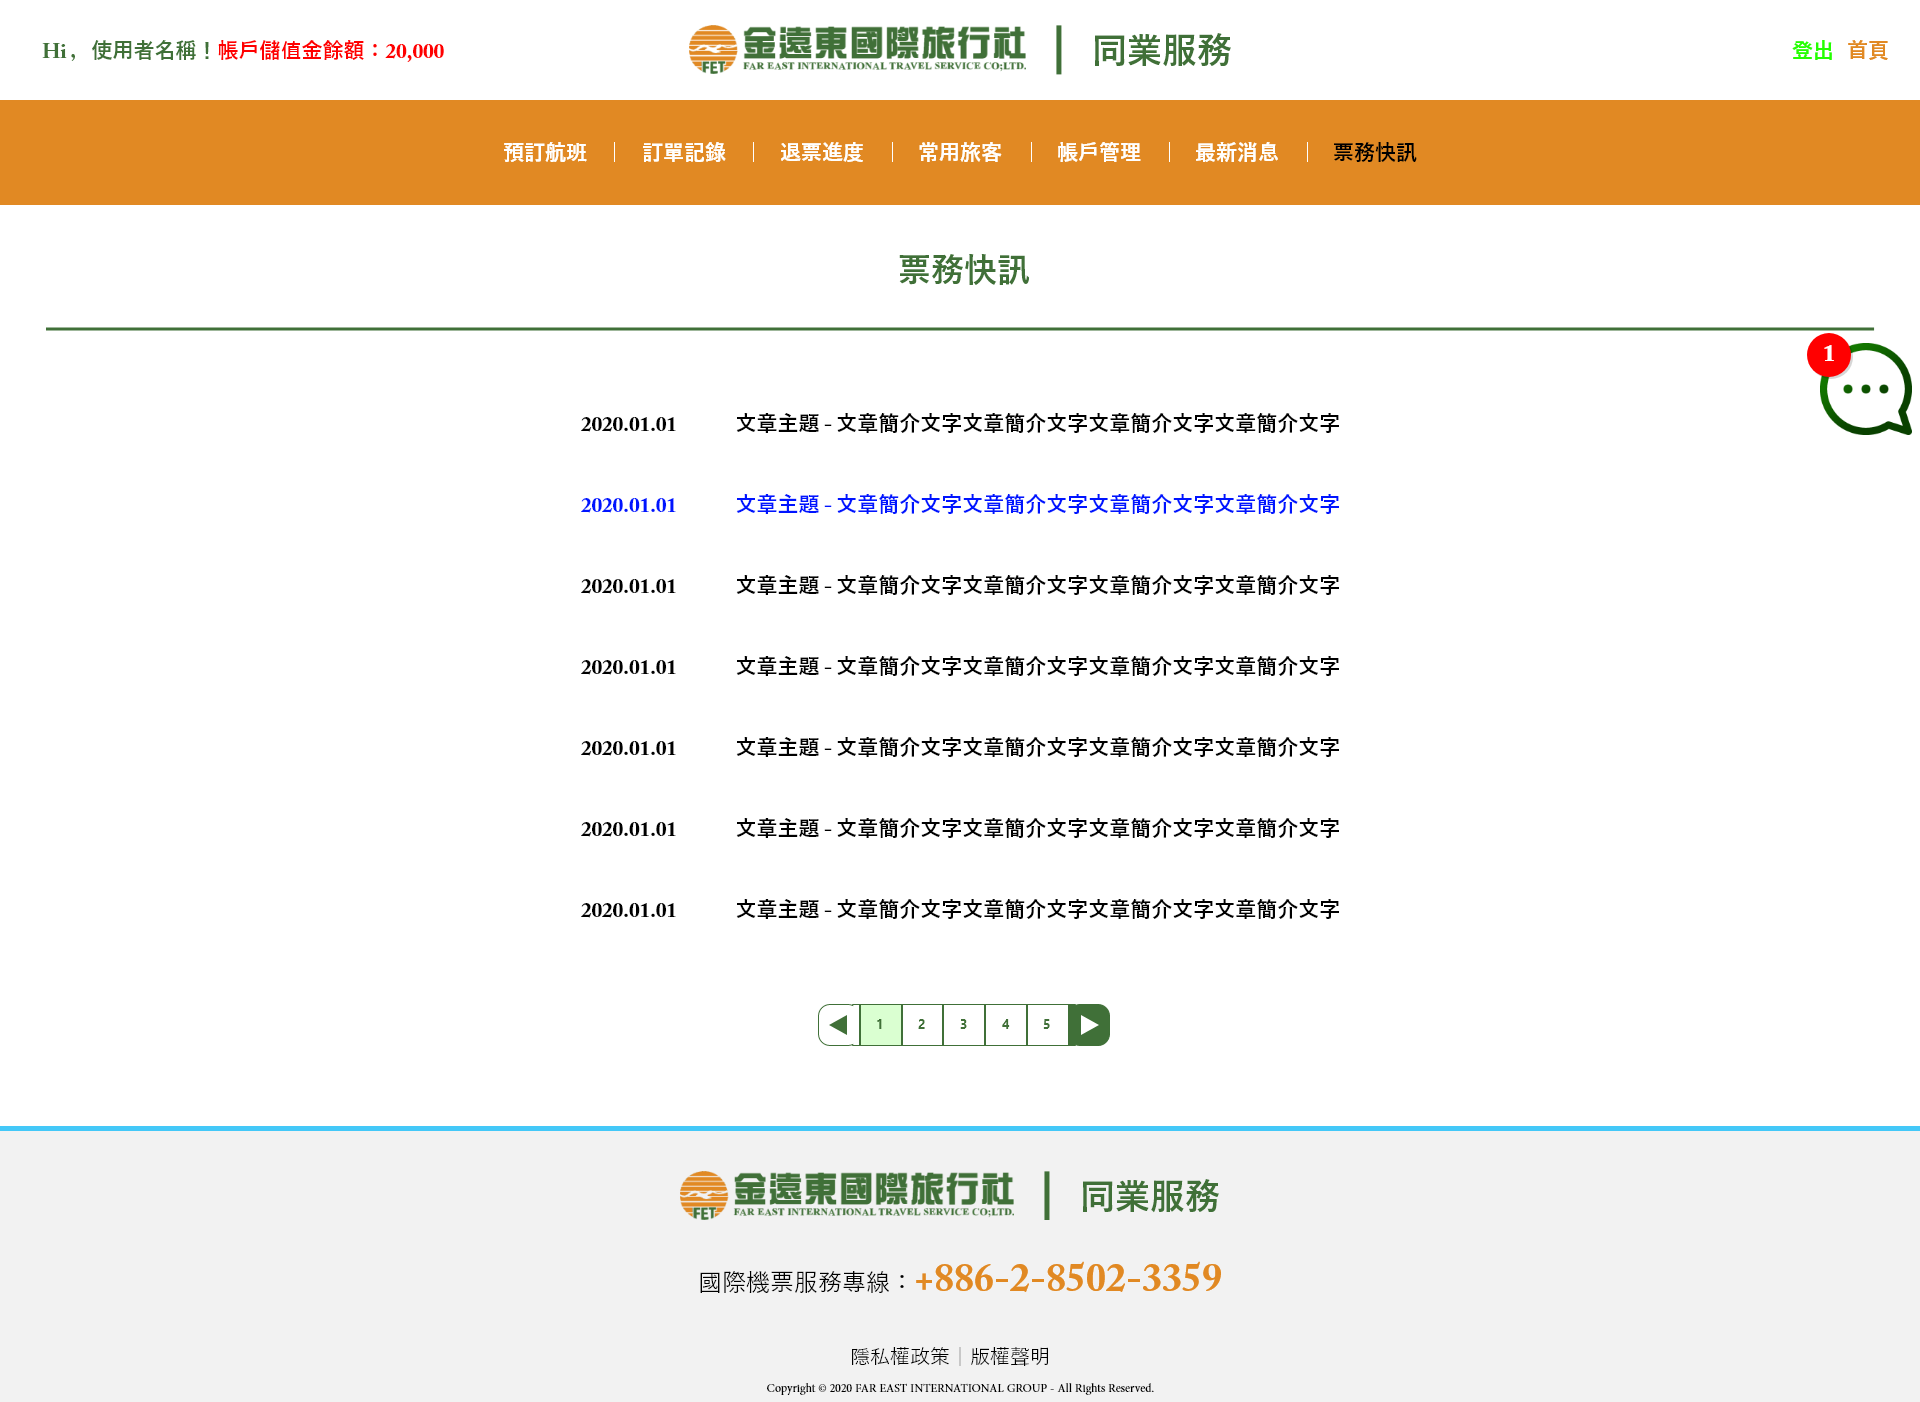 Hi，使用者名稱！帳戶儲值金餘額：20,000
FET 金遠東國際旅行社 FAR EAST INTERNATIONAL TRAVEL SERVICE CO;LTD. | 同業服務
登出 首頁
預訂航班 | 訂單記錄 | 退票進度 | 常用旅客 | 帳戶管理 | 最新消息 | 票務快訊
票務快訊
1
2020.01.01 文章主題 - 文章簡介文字文章簡介文字文章簡介文字文章簡介文字
2020.01.01 文章主題 - 文章簡介文字文章簡介文字文章簡介文字文章簡介文字
2020.01.01 文章主題 - 文章簡介文字文章簡介文字文章簡介文字文章簡介文字
2020.01.01 文章主題 - 文章簡介文字文章簡介文字文章簡介文字文章簡介文字
2020.01.01 文章主題 - 文章簡介文字文章簡介文字文章簡介文字文章簡介文字
2020.01.01 文章主題 - 文章簡介文字文章簡介文字文章簡介文字文章簡介文字
2020.01.01 文章主題 - 文章簡介文字文章簡介文字文章簡介文字文章簡介文字
1 2 3 4 5
FET 金遠東國際旅行社 FAR EAST INTERNATIONAL TRAVEL SERVICE CO;LTD. | 同業服務
國際機票服務專線：+886-2-8502-3359
隱私權政策｜版權聲明
Copyright © 2020 FAR EAST INTERNATIONAL GROUP - All Rights Reserved.